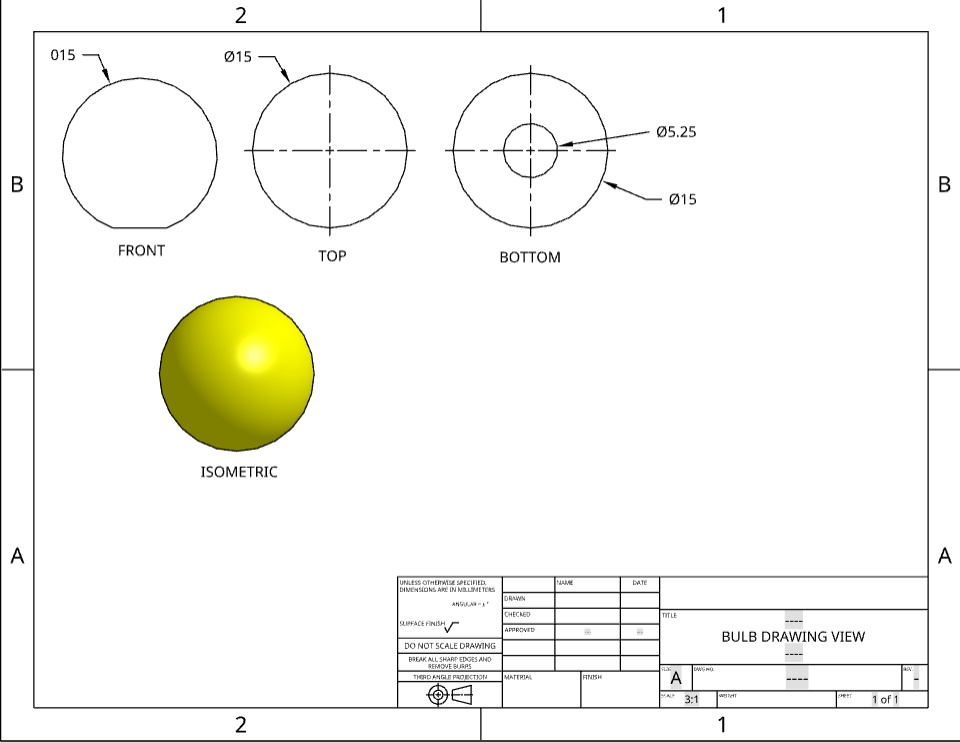 2 1
015
Ø15
Ø5.25
Ø15
B B
FRONT
TOP
BOTTOM
ISOMETRIC
A A
UNLESS OTHERWISE SPECIFIED,
DIMENSIONS ARE IN MILLIMETERS
ANGULAR = ± °
SURFACE FINISH
DO NOT SCALE DRAWING
BREAK ALL SHARP EDGES AND
REMOVE BURRS
THIRD ANGLE PROJECTION
NAME DATE
DRAWN
CHECKED
APPROVED -- --
MATERIAL FINISH
TITLE
----
BULB DRAWING VIEW
----
SIZE
A
DWG NO.
----
REV.
-
SCALE 3:1 WEIGHT SHEET 1 of 1
2 1